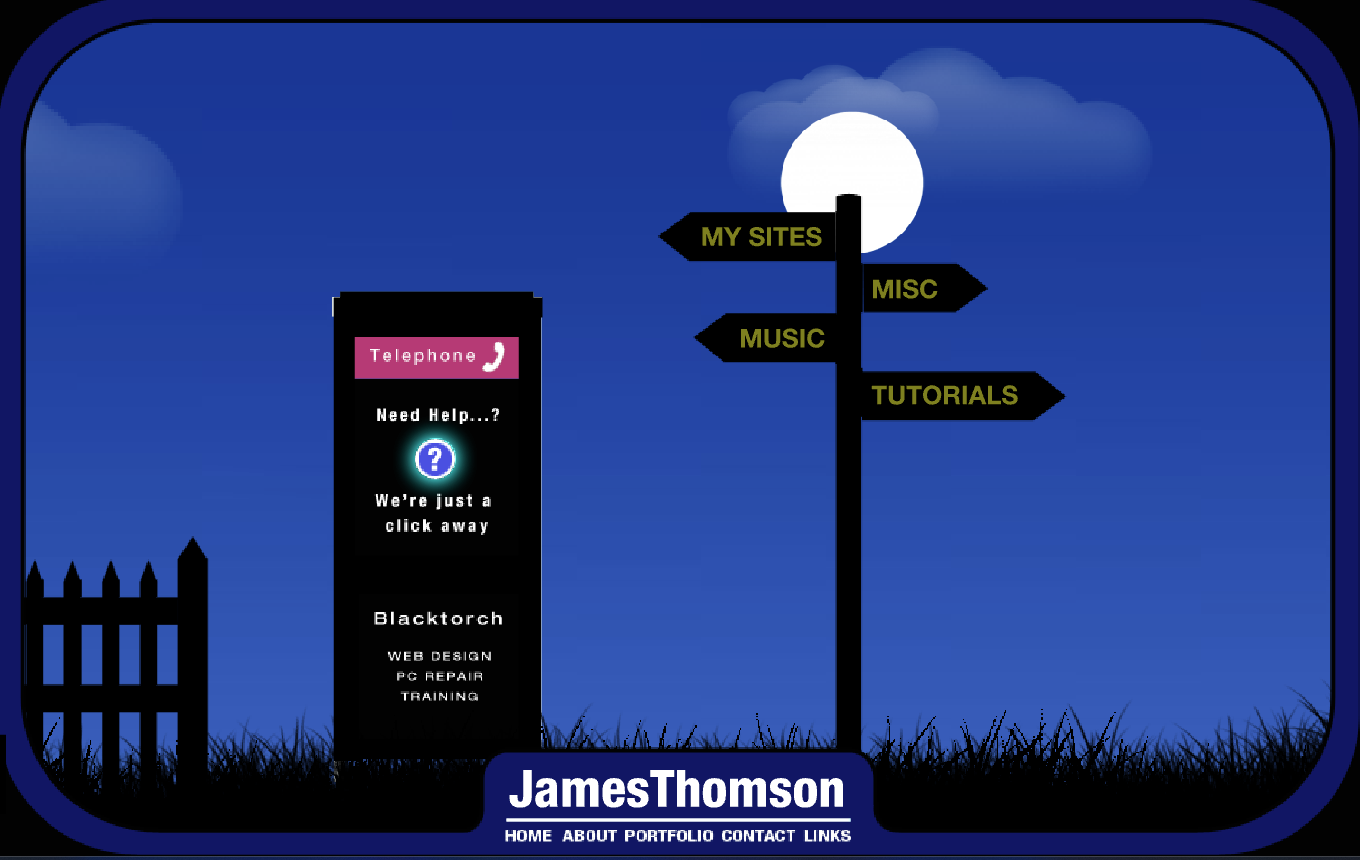 MY SITES
MISC
MUSIC
TUTORIALS
Telephone
Need Help...?
?
We're just a
click away
Blacktorch
WEB DESIGN
PC REPAIR
TRAINING
JamesThomson
HOME ABOUT PORTFOLIO CONTACT LINKS